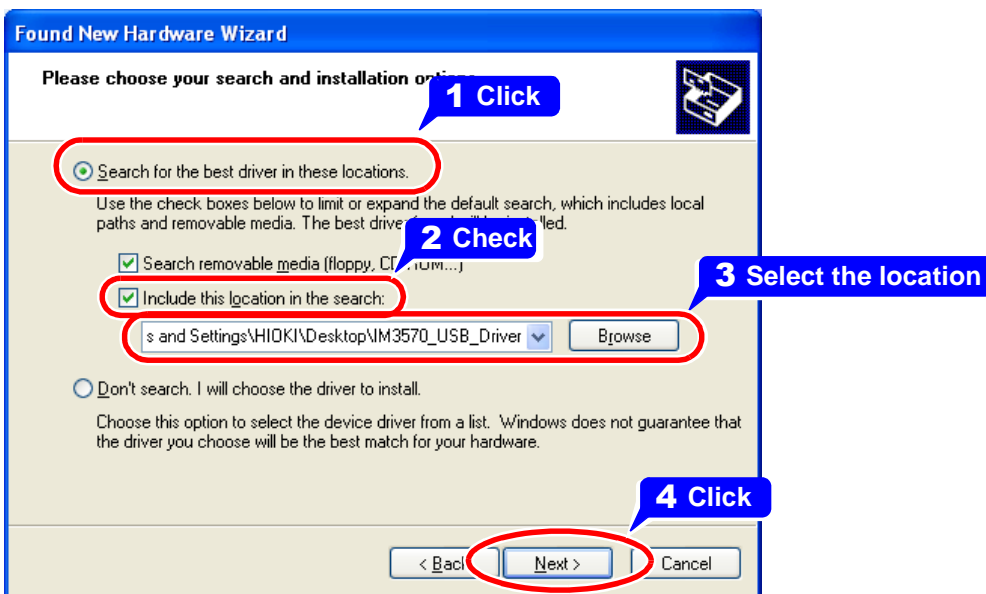 Found New Hardware Wizard
Please choose your search and installation
1 Click
Search for the best driver in these locations.
Use the check boxes below to limit or expand the default search, which includes local
paths and removable media. The best driver
2 Check
Search removable media (floppy,
Include this location in the search:
3 Select the location
s and Settings\HIOKI\Desktop\IM3570_USB_Driver
Browse
Don't search. I will choose the driver to install.
Choose this option to select the device driver from a list. Windows does not guarantee that
the driver you choose will be the best match for your hardware.
4 Click
< Back
Next >
Cancel